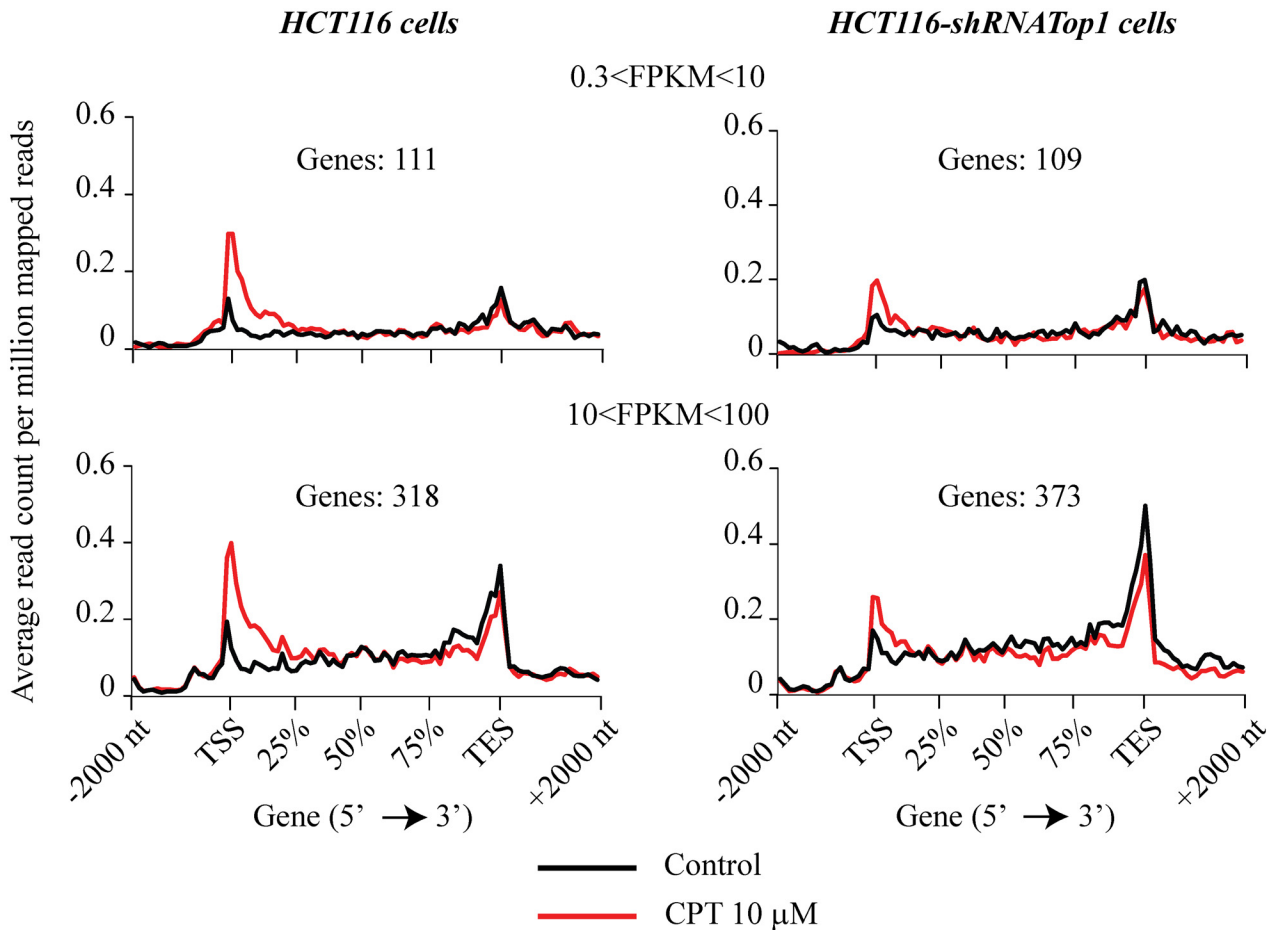 HCT116 cells
HCT116-shRNATop1 cells
Average read count per million mapped reads
0.3<FPKM<10
0.6
0.4
0.2
0
Genes: 111
0.6
0.4
0.2
0
Genes: 109
10<FPKM<100
0.6
0.4
0.2
0
Genes: 318
-2000 nt
TSS
25%
50%
75%
TES
+2000 nt
Gene (5’ → 3’)
0.6
0.4
0.2
0
Genes: 373
-2000 nt
TSS
25%
50%
75%
TES
+2000 nt
Gene (5’ → 3’)
Control
CPT 10 μM